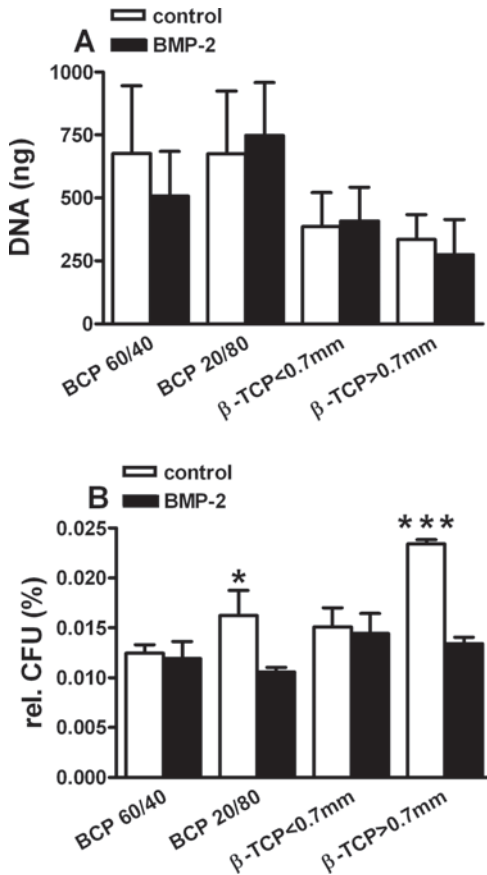 control
A
BMP-2
DNA (ng)
1000
750
500
250
0
BCP 60/40
BCP 20/80
β-TCP<0.7mm
β-TCP>0.7mm
control
B
BMP-2
rel. CFU (%)
0.025
0.020
0.015
0.010
0.005
0.000
*
***
BCP 60/40
BCP 20/80
β-TCP<0.7mm
β-TCP>0.7mm